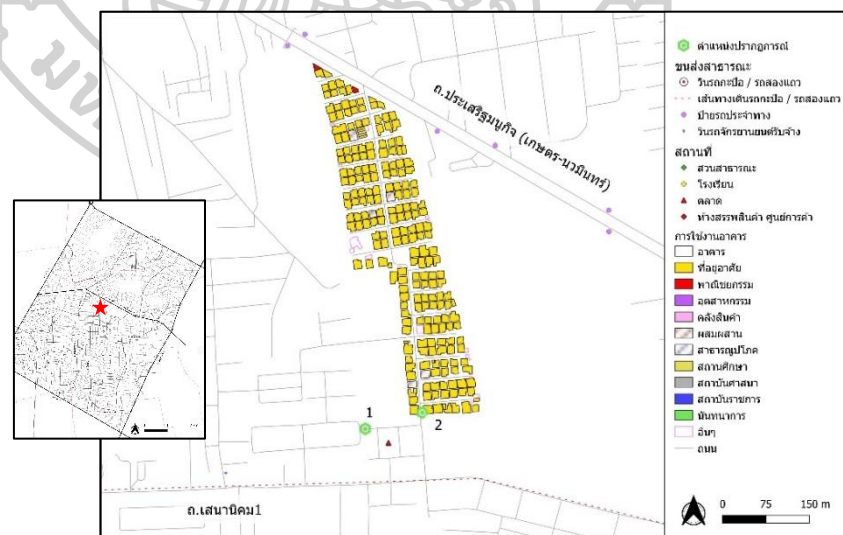 ถ.ประเสริฐมนูกิจ (เกษตร-นวมินทร์)
1
2
ถ.เสนานิคม1
ตำแหน่งปรากฏการณ์
ขนส่งสาธารณะ
วินรถกะป๊อ / รถสองแถว
เส้นทางเดินรถกะป๊อ / รถสองแถว
ป้ายรถประจำทาง
วินรถจักรยานยนต์รับจ้าง
สถานที่
สวนสาธารณะ
โรงเรียน
ตลาด
ห้างสรรพสินค้า ศูนย์การค้า
การใช้งานอาคาร
อาคาร
ที่อยู่อาศัย
พาณิชยกรรม
อุตสาหกรรม
คลังสินค้า
ผสมผสาน
สาธารณูปโภค
สถานศึกษา
สถาบันศาสนา
สถาบันราชการ
นันทนาการ
อื่นๆ
ถนน
0 75 150 m